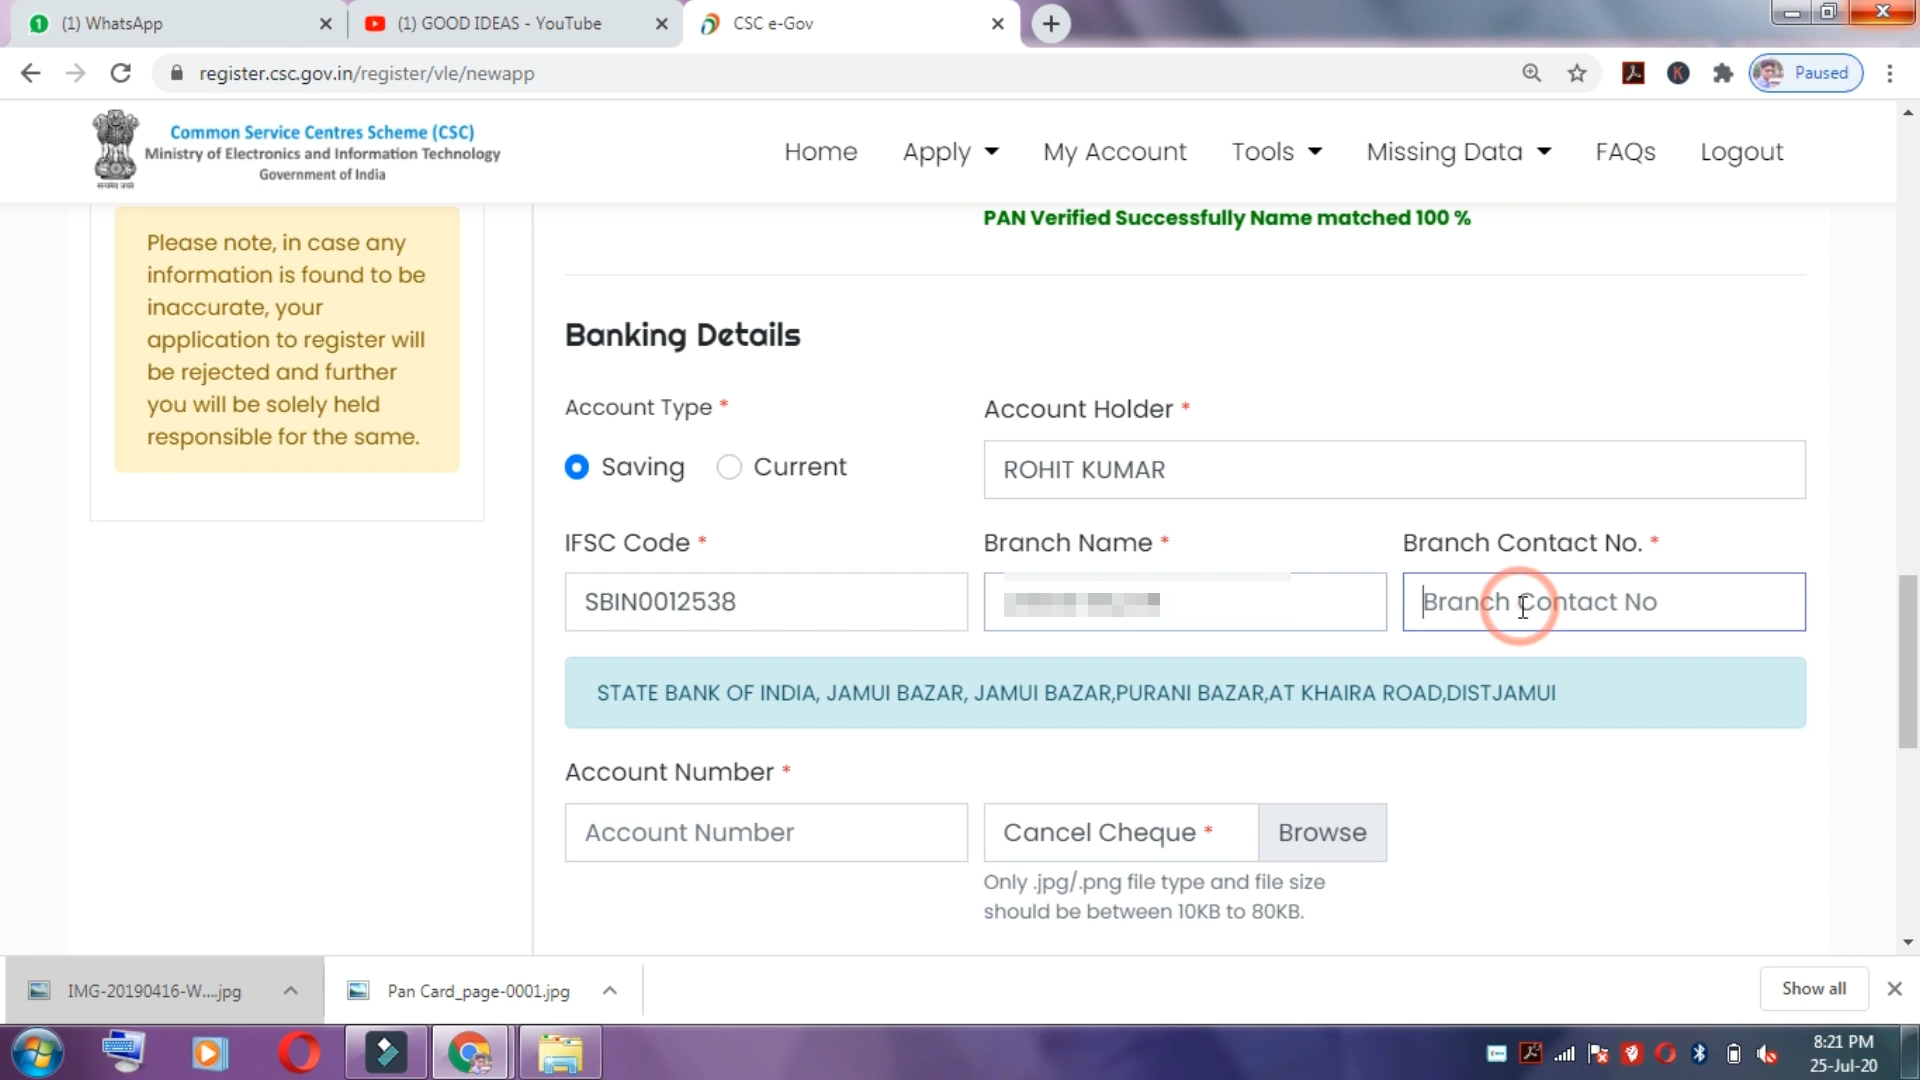 (1) WhatsApp
(1) GOOD IDEAS - YouTube
CSC e-Gov
register.csc.gov.in/register/vle/newapp
K
Paused
Common Service Centres Scheme (CSC)
Ministry of Electronics and Information Technology
Government of India
सत्यमेव जयते
Home
Apply
My Account
Tools
Missing Data
FAQs
Logout
Please note, in case any
information is found to be
inaccurate, your
application to register will
be rejected and further
you will be solely held
responsible for the same.
PAN Verified Successfully Name matched 100 %
Banking Details
Account Type *
Account Holder *
Saving
Current
ROHIT KUMAR
IFSC Code *
Branch Name *
Branch Contact No. *
SBIN0012538
Branch Contact No
STATE BANK OF INDIA, JAMUI BAZAR, JAMUI BAZAR,PURANI BAZAR,AT KHAIRA ROAD,DISTJAMUI
Account Number *
Account Number
Cancel Cheque *
Browse
Only .jpg/.png file type and file size
should be between 10KB to 80KB.
IMG-20190416-W....jpg
Pan Card_page-0001.jpg
Show all
8:21 PM
25-Jul-20